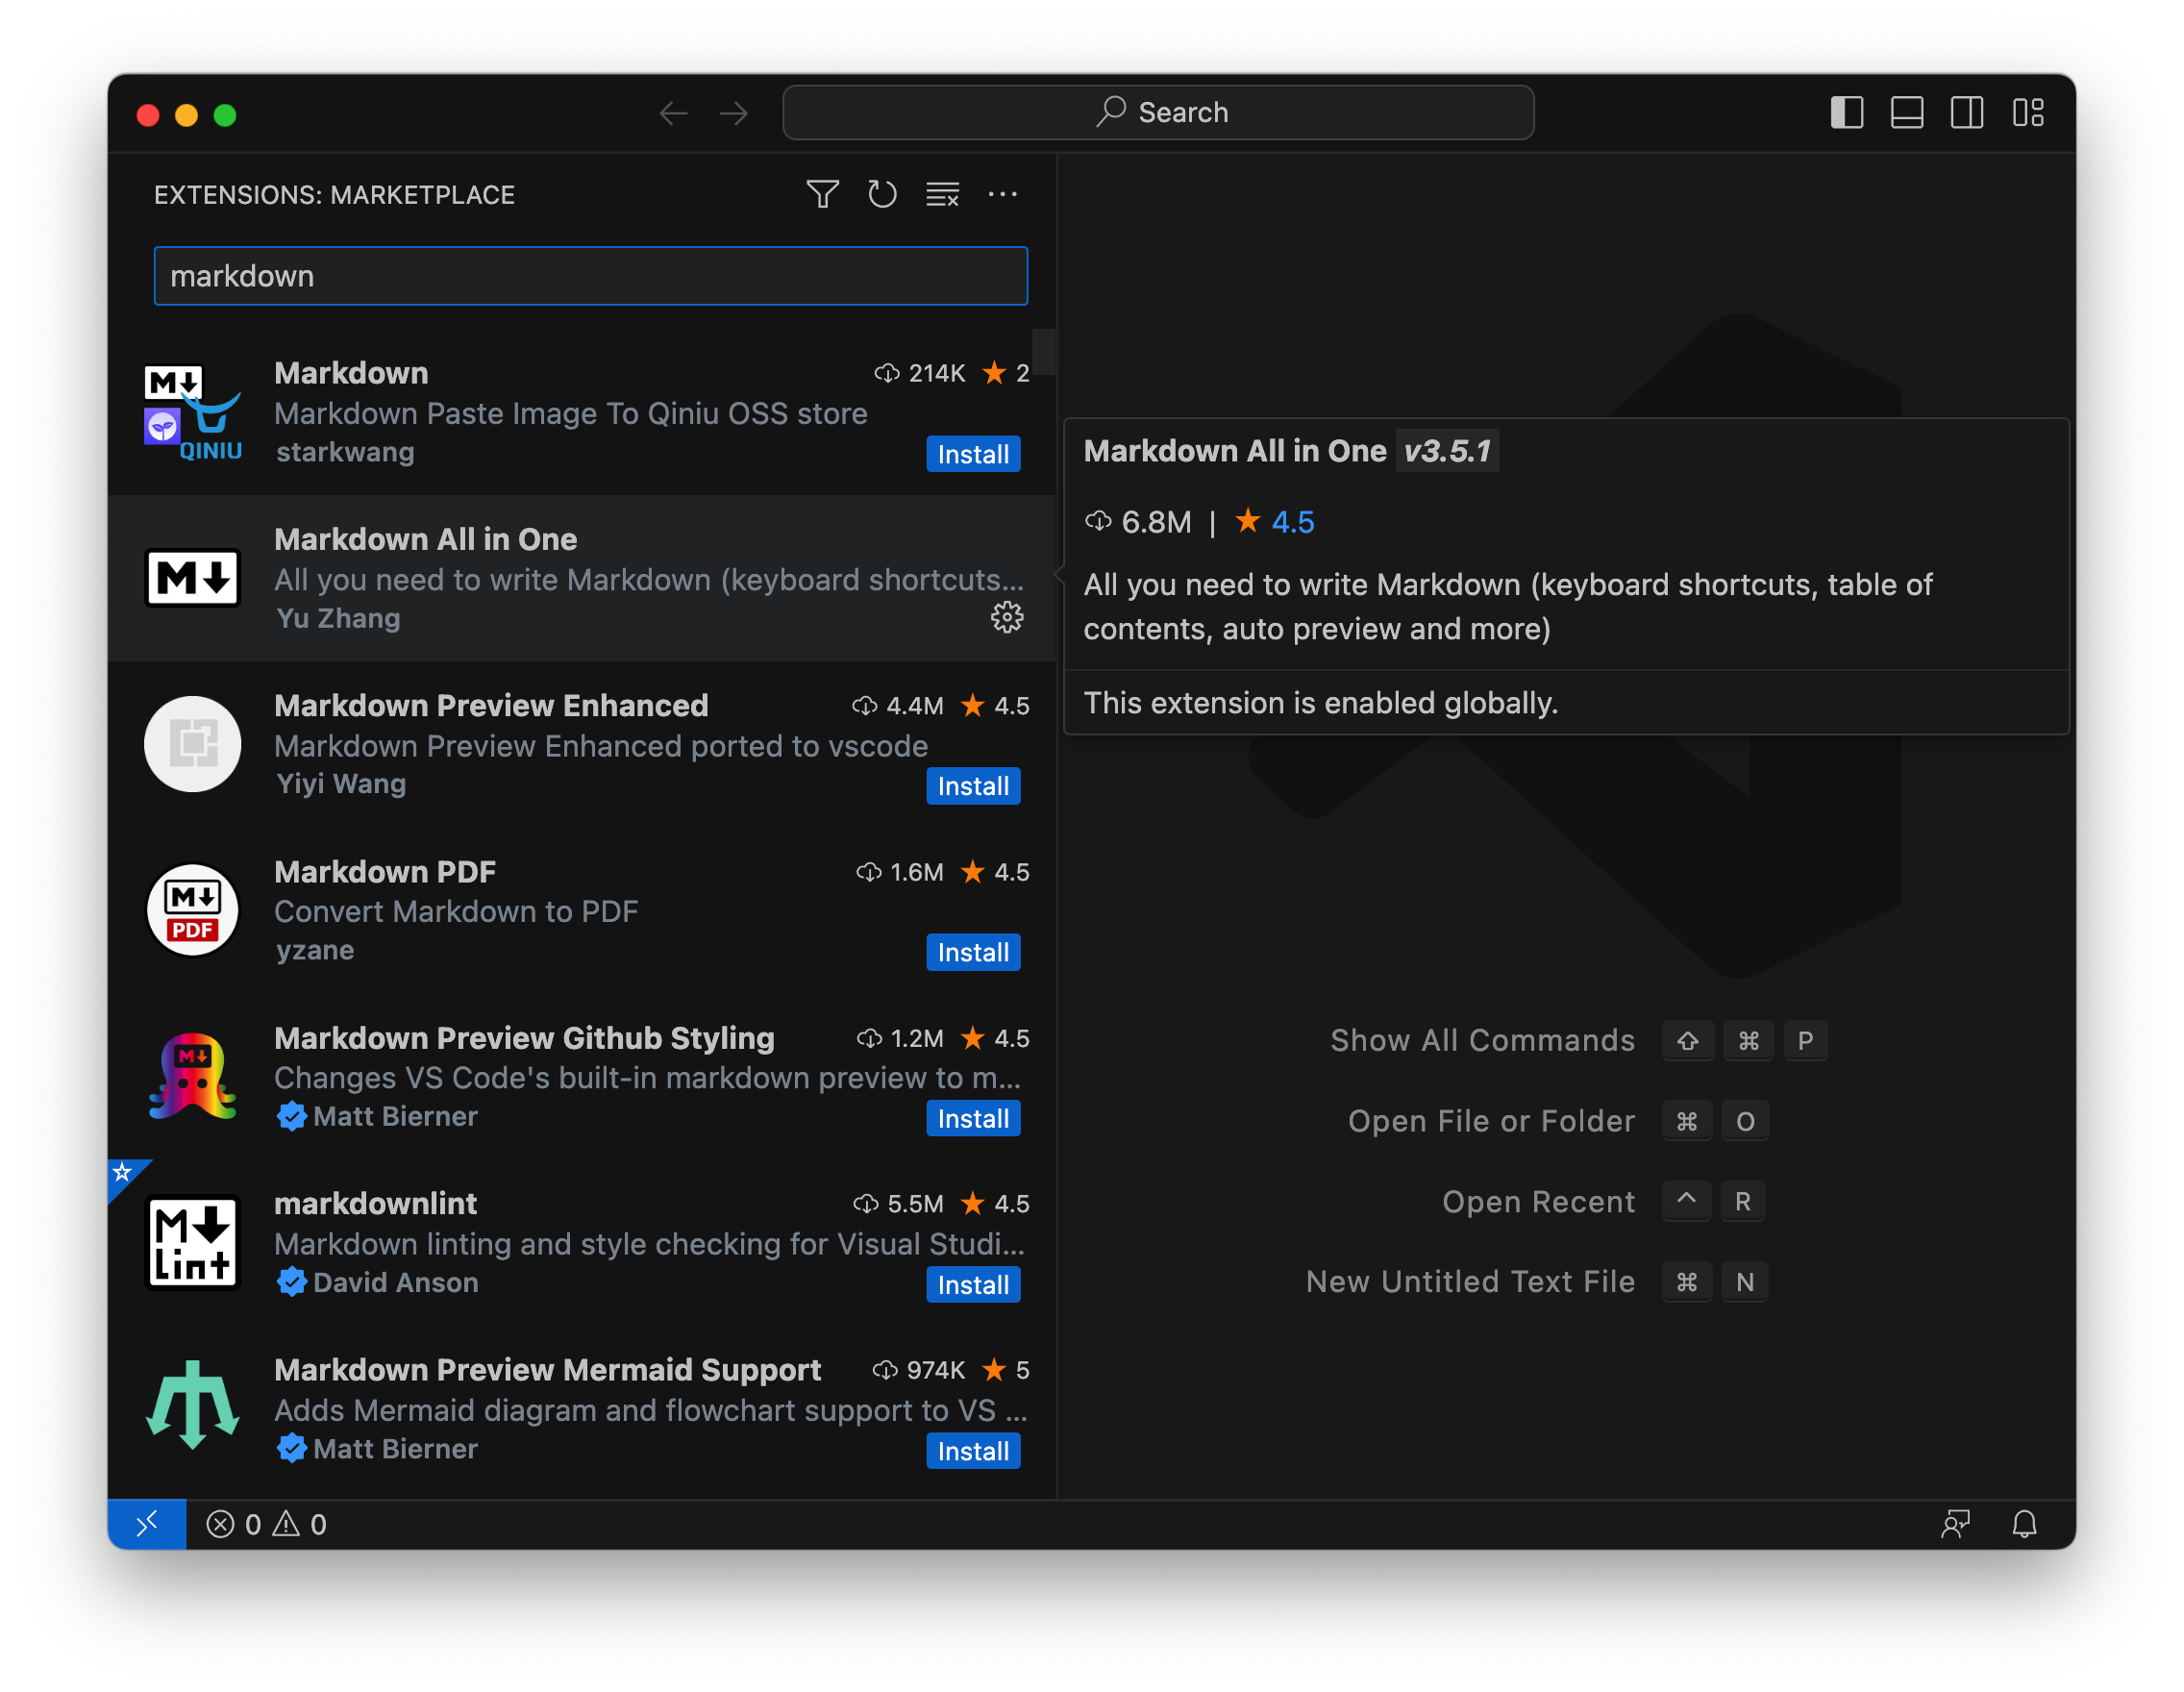 Search
EXTENSIONS: MARKETPLACE
markdown
Markdown 214K ★ 2
Markdown Paste Image To Qiniu OSS store
starkwang
Install
M↓
QINIU
Markdown All in One
All you need to write Markdown (keyboard shortcuts...
Yu Zhang
M↓
Markdown Preview Enhanced 4.4M ★ 4.5
Markdown Preview Enhanced ported to vscode
Yiyi Wang
Install
Markdown PDF 1.6M ★ 4.5
Convert Markdown to PDF
yzane
Install
M↓
PDF
Markdown Preview Github Styling 1.2M ★ 4.5
Changes VS Code's built-in markdown preview to m...
Matt Bierner
Install
M↓
markdownlint 5.5M ★ 4.5
Markdown linting and style checking for Visual Studi...
David Anson
Install
M↓
lint
Markdown Preview Mermaid Support 974K ★ 5
Adds Mermaid diagram and flowchart support to VS ...
Matt Bierner
Install
Markdown All in One v3.5.1
6.8M | ★ 4.5
All you need to write Markdown (keyboard shortcuts, table of
contents, auto preview and more)
This extension is enabled globally.
Show All Commands ⇧ ⌘ P
Open File or Folder ⌘ O
Open Recent ^ R
New Untitled Text File ⌘ N
0 0